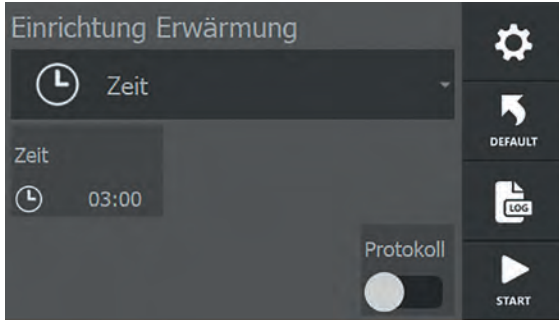 Einrichtung Erwärmung
Zeit
DEFAULT
Zeit
03:00
LOG
Protokoll
START